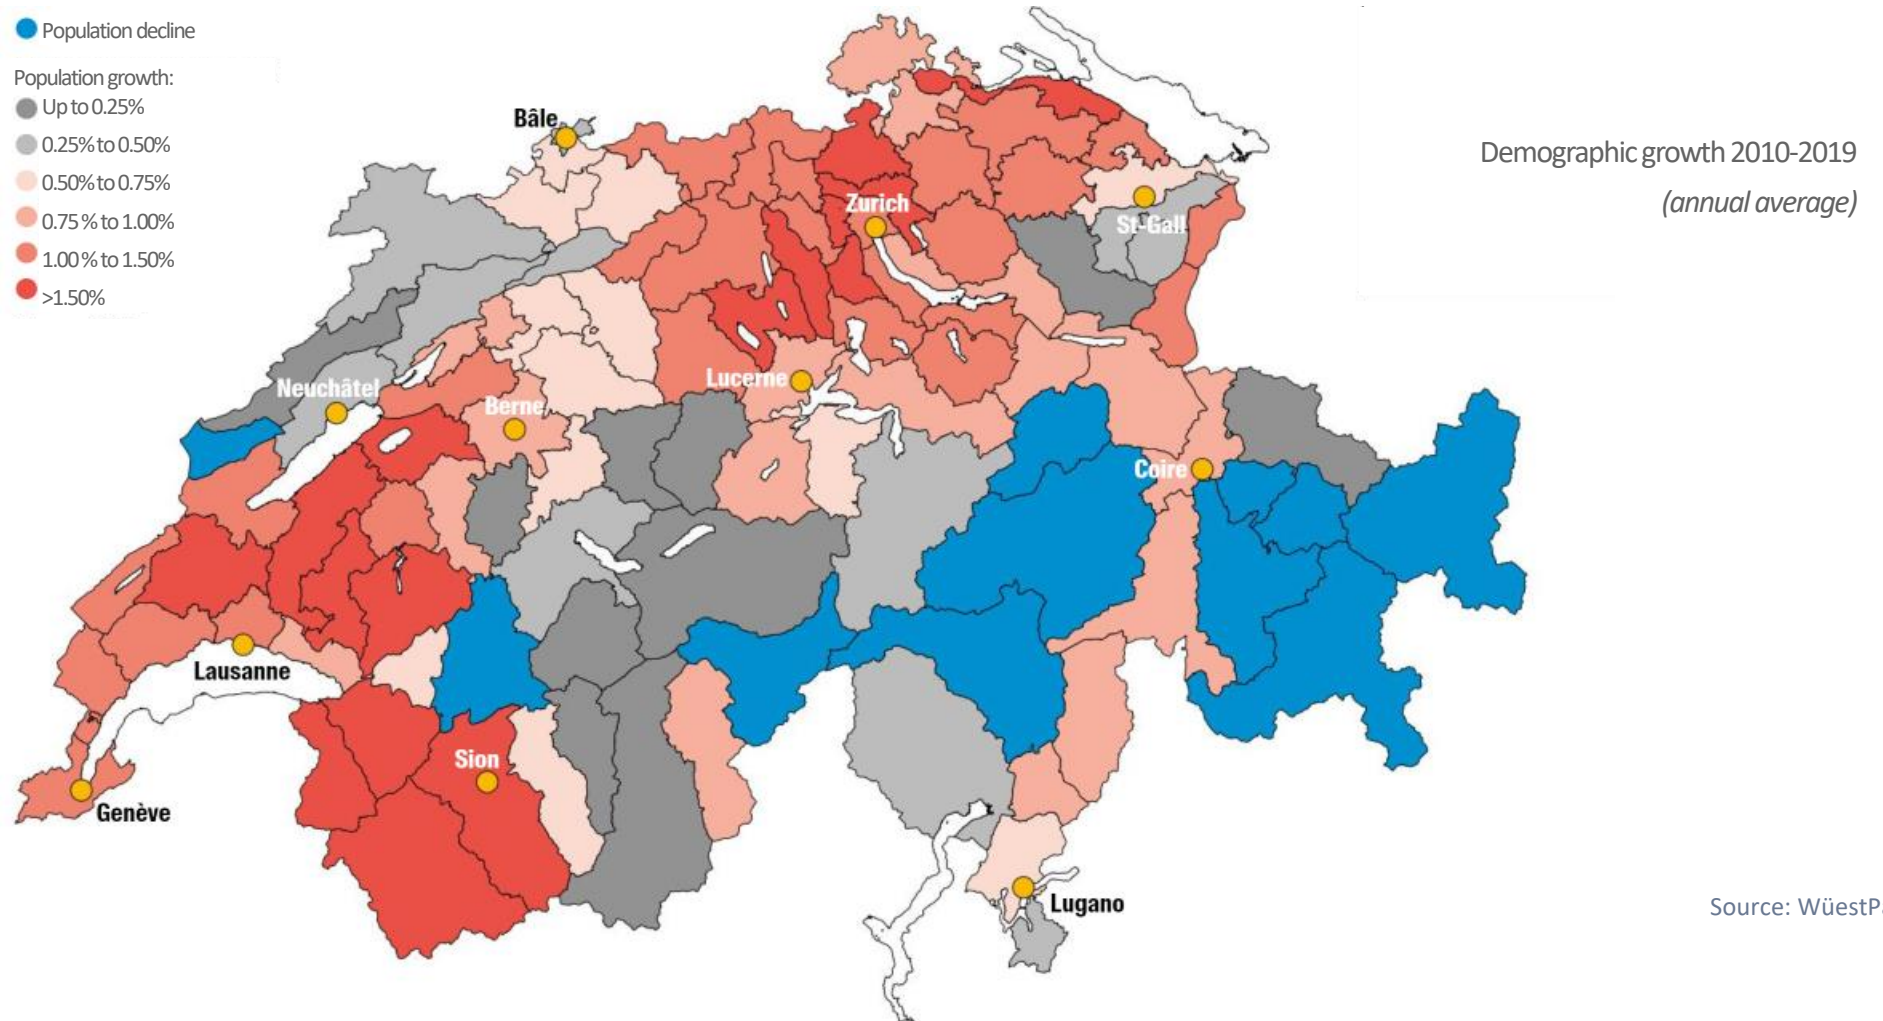 Population decline
Population growth:
Up to 0.25%
0.25% to 0.50%
0.50% to 0.75%
0.75 % to 1.00%
1.00 % to 1.50%
>1.50%
Demographic growth 2010-2019
(annual average)
Bâle
Zurich
St-Gall
Neuchâtel
Lucerne
Berne
Coire
Lausanne
Sion
Genève
Lugano
Source: WüestPa